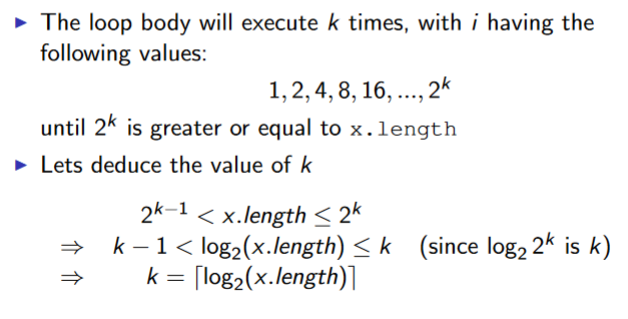 ▶ The loop body will execute k times, with i having the
following values:
1, 2, 4, 8, 16, ..., 2^k
until 2^k is greater or equal to x.length
▶ Lets deduce the value of k
2^{k−1} < x.length ≤ 2^k
⇒ k − 1 < log₂(x.length) ≤ k (since log₂ 2^k is k)
⇒ k = ⌈log₂(x.length)⌉